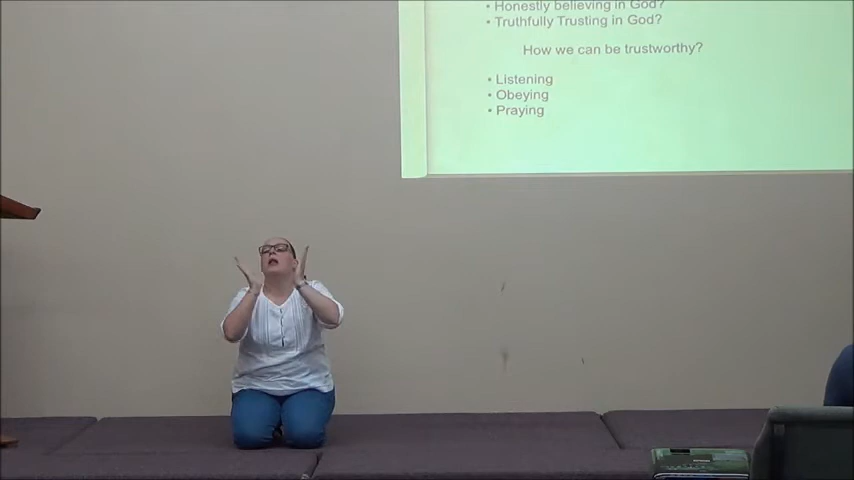 • Honestly believing in God?
• Truthfully Trusting in God?
How we can be trustworthy?
• Listening
• Obeying
• Praying